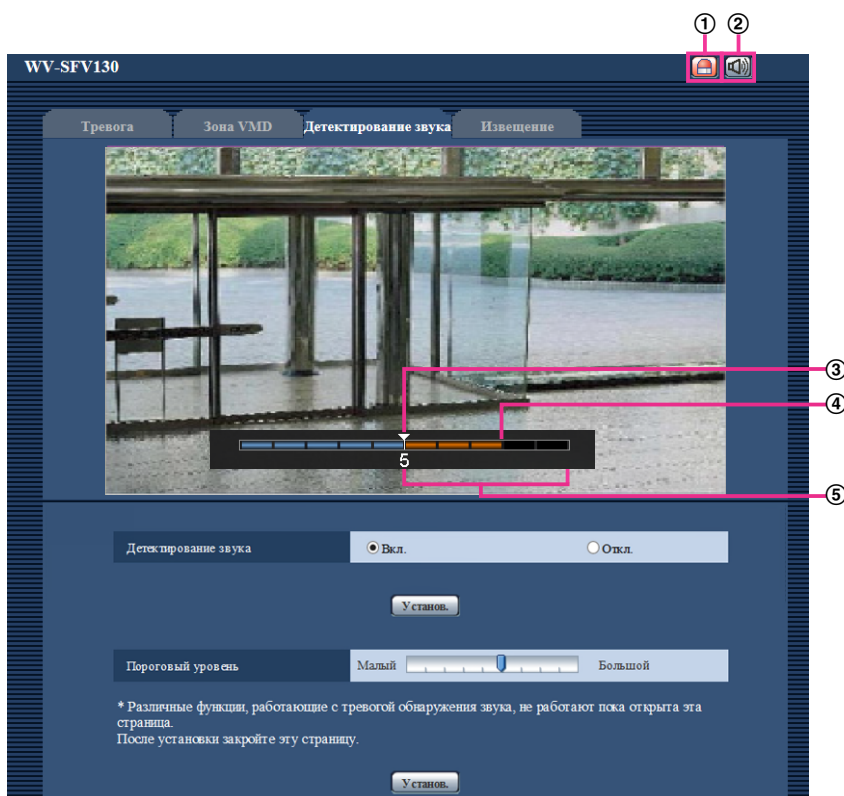 ① ②
WV-SFV130
Тревога Зона VMD Детектирование звука Извещение
③
④
5
⑤
Детектирование звука Вкл. Откл.
Установ.
Пороговый уровень Малый Большой
* Различные функции, работающие с тревогой обнаружения звука, не работают пока открыта эта
страница.
После установки закройте эту страницу.
Установ.